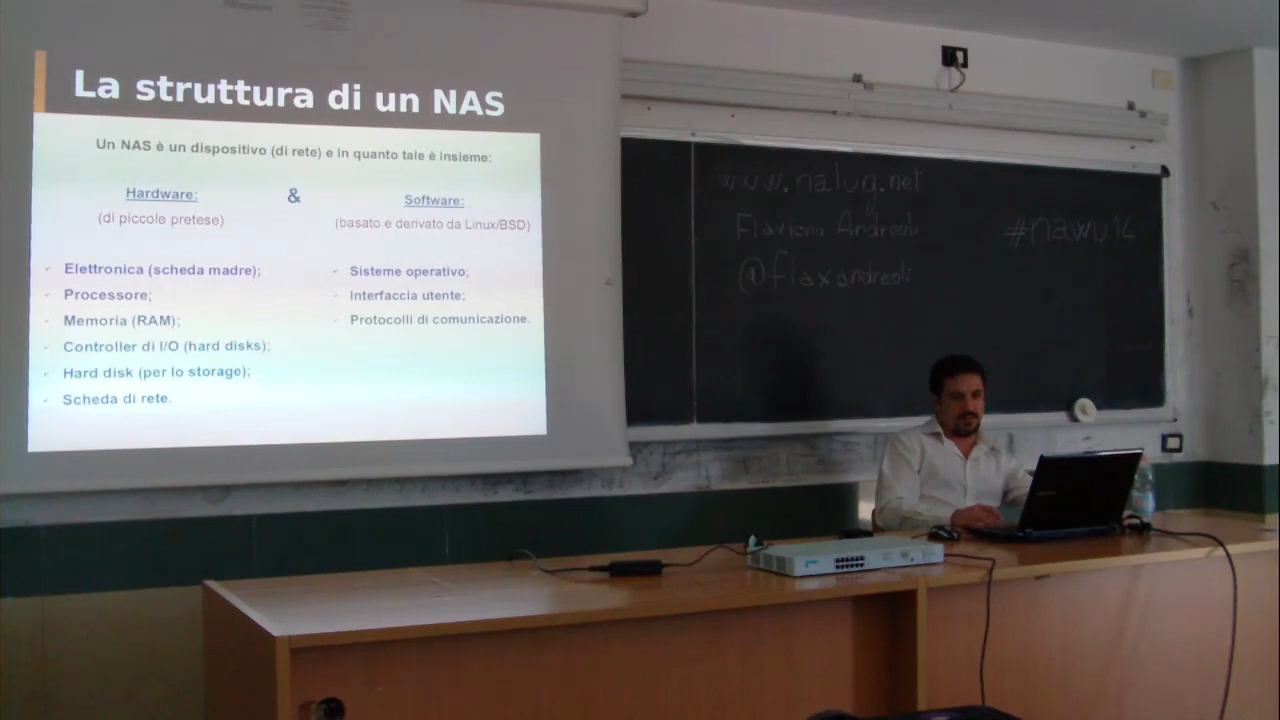 La struttura di un NAS
Un NAS è un dispositivo (di rete) e in quanto tale è insieme:
Hardware: & Software:
(di piccole pretese) (basato e derivato da Linux/BSD)
- Elettronica (scheda madre); - Sisteme operativo;
- Processore; - Interfaccia utente;
- Memoria (RAM); - Protocolli di comunicazione.
- Controller di I/O (hard disks);
- Hard disk (per lo storage);
- Scheda di rete.
www.nalug.net
Flaviano Andreoli
@flaxandreoli
#nawu14